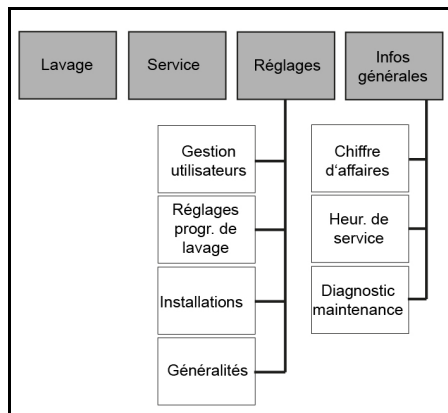 Lavage
Service
Réglages
Infos
générales
Gestion
utilisateurs
Réglages
progr. de
lavage
Installations
Généralités
Chiffre
d‘affaires
Heur. de
service
Diagnostic
maintenance